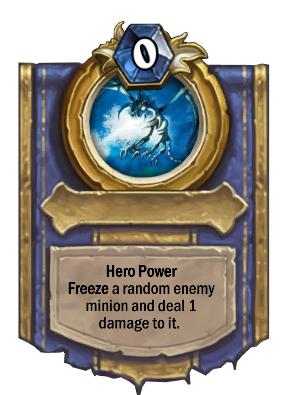 0
Hero Power
Freeze a random enemy
minion and deal 1
damage to it.